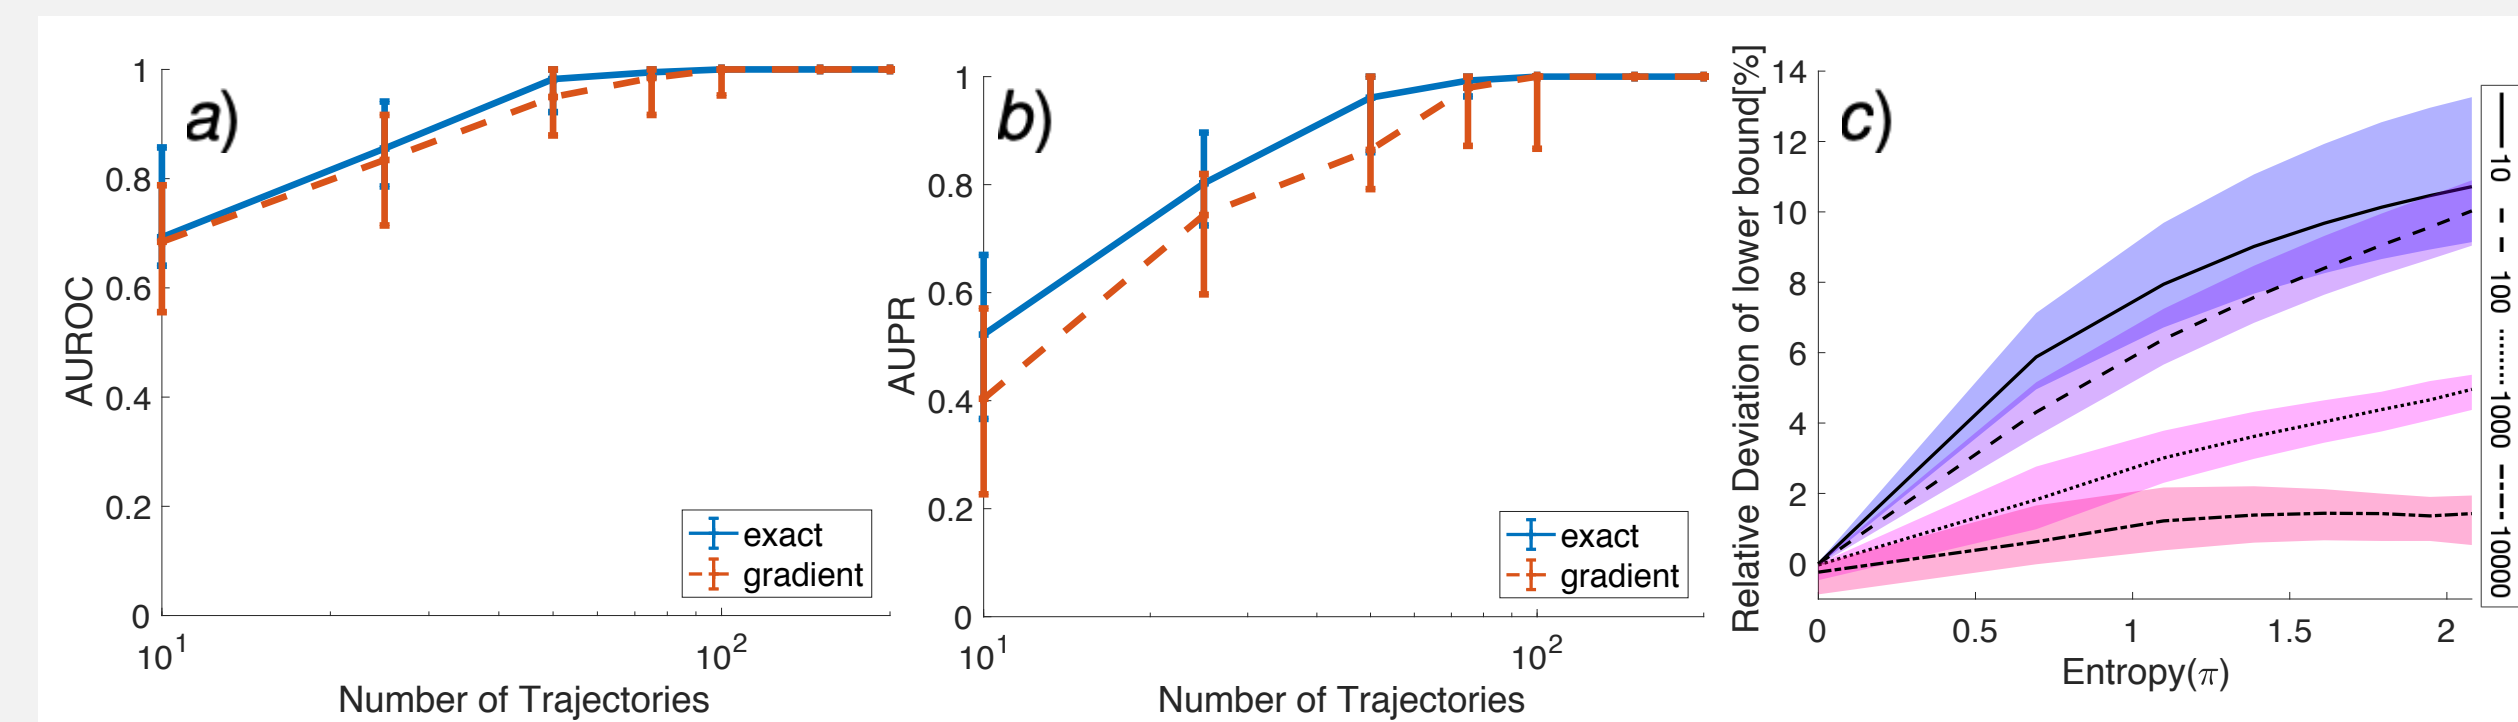 a)
1
0.8
0.6
0.4
0.2
0
AUROC
10^1
10^2
Number of Trajectories
exact
gradient
b)
1
0.8
0.6
0.4
0.2
0
AUPR
10^1
10^2
Number of Trajectories
exact
gradient
c)
14
12
10
8
6
4
2
0
Relative Deviation of lower bound[%]
0
0.5
1
1.5
2
Entropy(π)
10
100
1000
10000